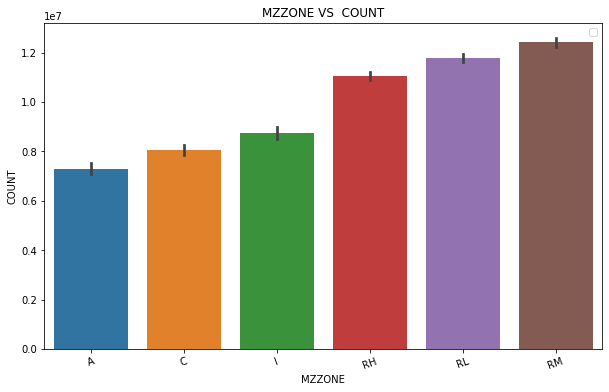 MZZONE VS  COUNT
1e7
1.2
1.0
0.8
0.6
0.4
0.2
0.0
COUNT
A C I RH RL RM
MZZONE